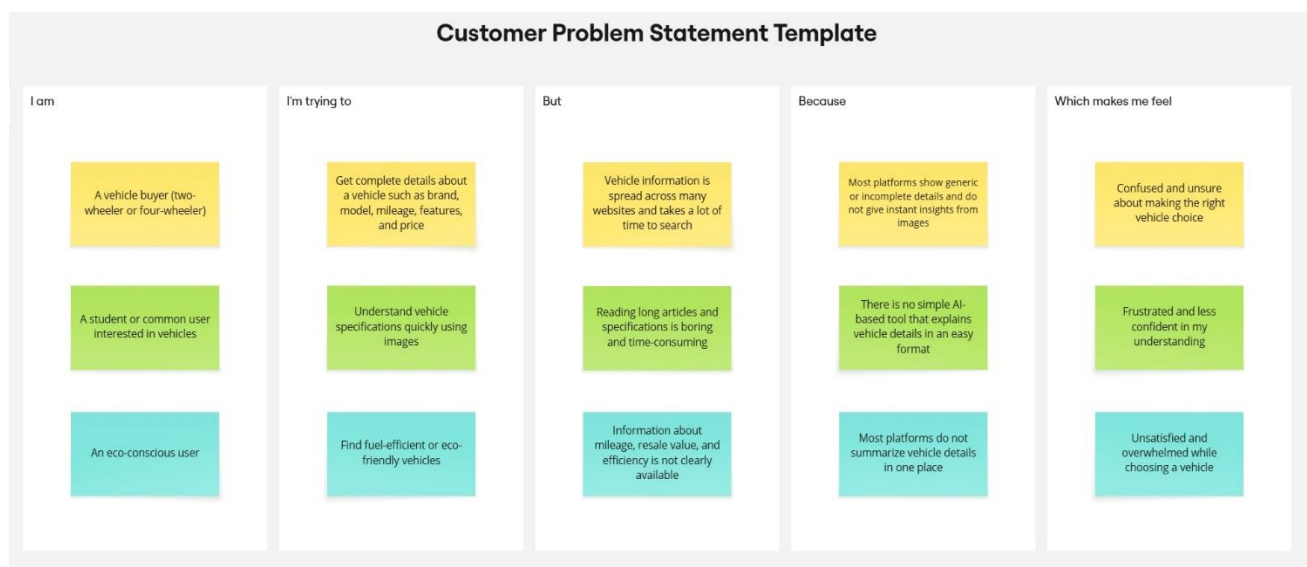 Customer Problem Statement Template
I am
I'm trying to
But
Because
Which makes me feel
A vehicle buyer (two-
wheeler or four-wheeler)
Get complete details about
a vehicle such as brand,
model, mileage, features,
and price
Vehicle information is
spread across many
websites and takes a lot of
time to search
Most platforms show generic
or incomplete details and do
not give instant insights from
images
Confused and unsure
about making the right
vehicle choice
A student or common user
interested in vehicles
Understand vehicle
specifications quickly using
images
Reading long articles and
specifications is boring
and time-consuming
There is no simple AI-
based tool that explains
vehicle details in an easy
format
Frustrated and less
confident in my
understanding
An eco-conscious user
Find fuel-efficient or eco-
friendly vehicles
Information about
mileage, resale value, and
efficiency is not clearly
available
Most platforms do not
summarize vehicle details
in one place
Unsatisfied and
overwhelmed while
choosing a vehicle